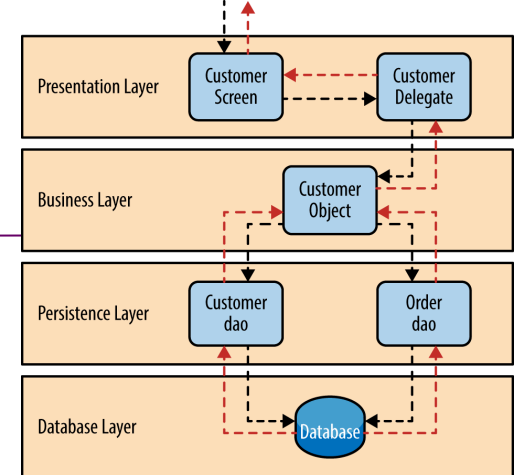 Presentation Layer
Customer
Screen
Customer
Delegate
Business Layer
Customer
Object
Persistence Layer
Customer
dao
Order
dao
Database Layer
Database